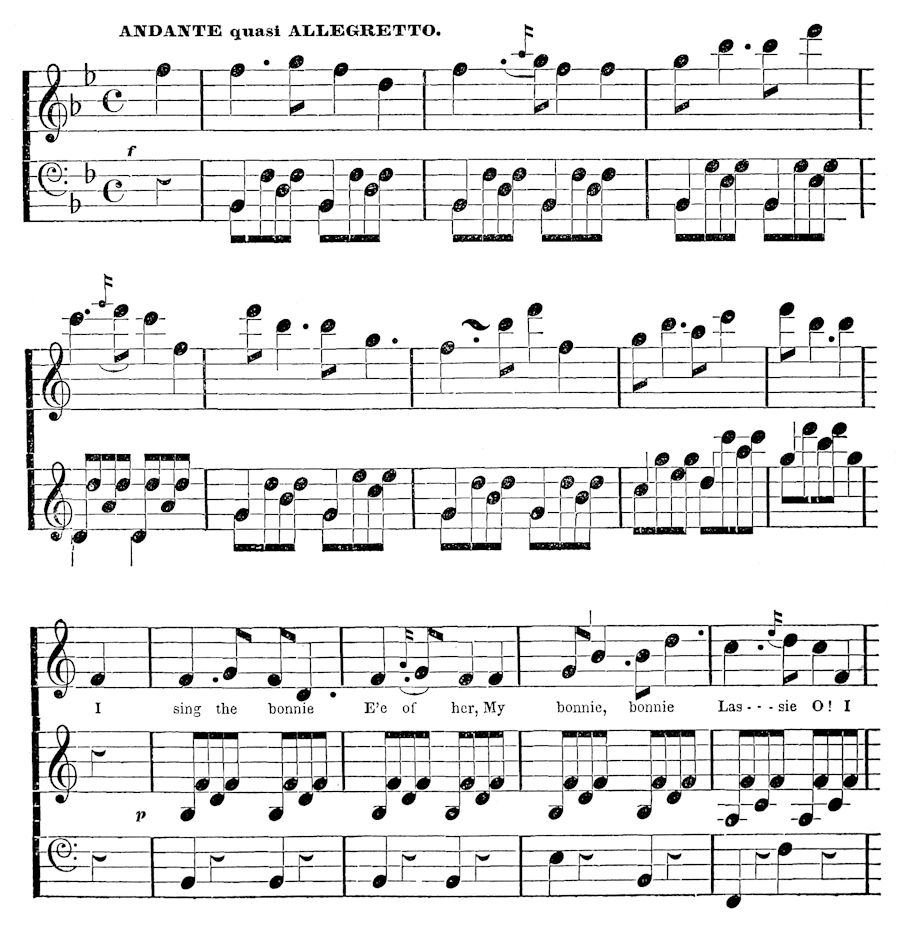 ANDANTE quasi ALLEGRETTO.
f
I sing the bonnie E'e of her, My bonnie, bonnie Las - - - sie O! I
p